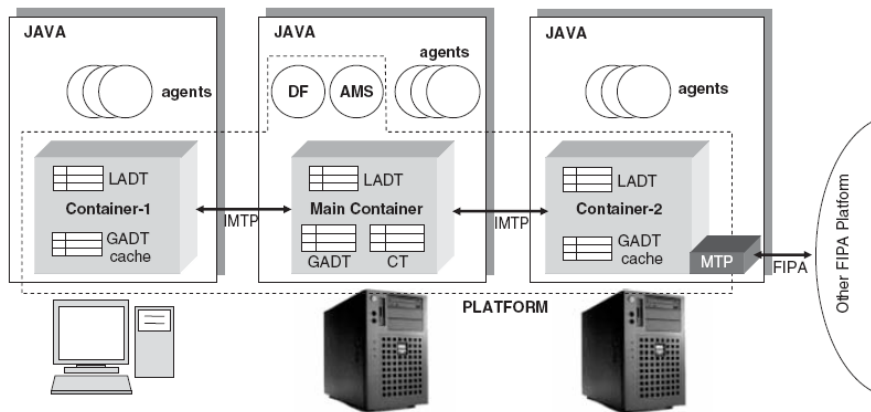 JAVA
agents
LADT
Container-1
GADT
cache
IMTP
JAVA
agents
DF
AMS
LADT
Main Container
GADT
CT
IMTP
JAVA
agents
LADT
Container-2
GADT
cache
MTP
FIPA
Other FIPA Platform
PLATFORM